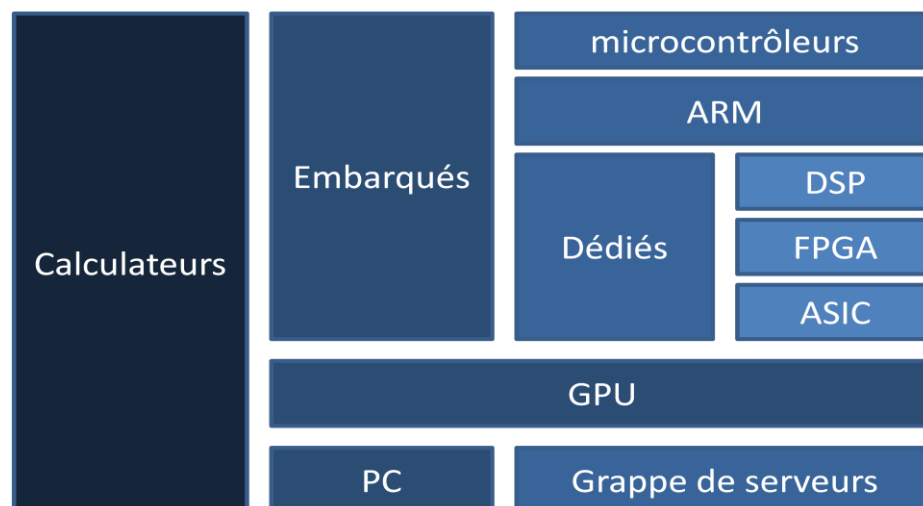 Calculateurs
Embarqués
microcontrôleurs
ARM
Dédiés
DSP
FPGA
ASIC
GPU
PC
Grappe de serveurs